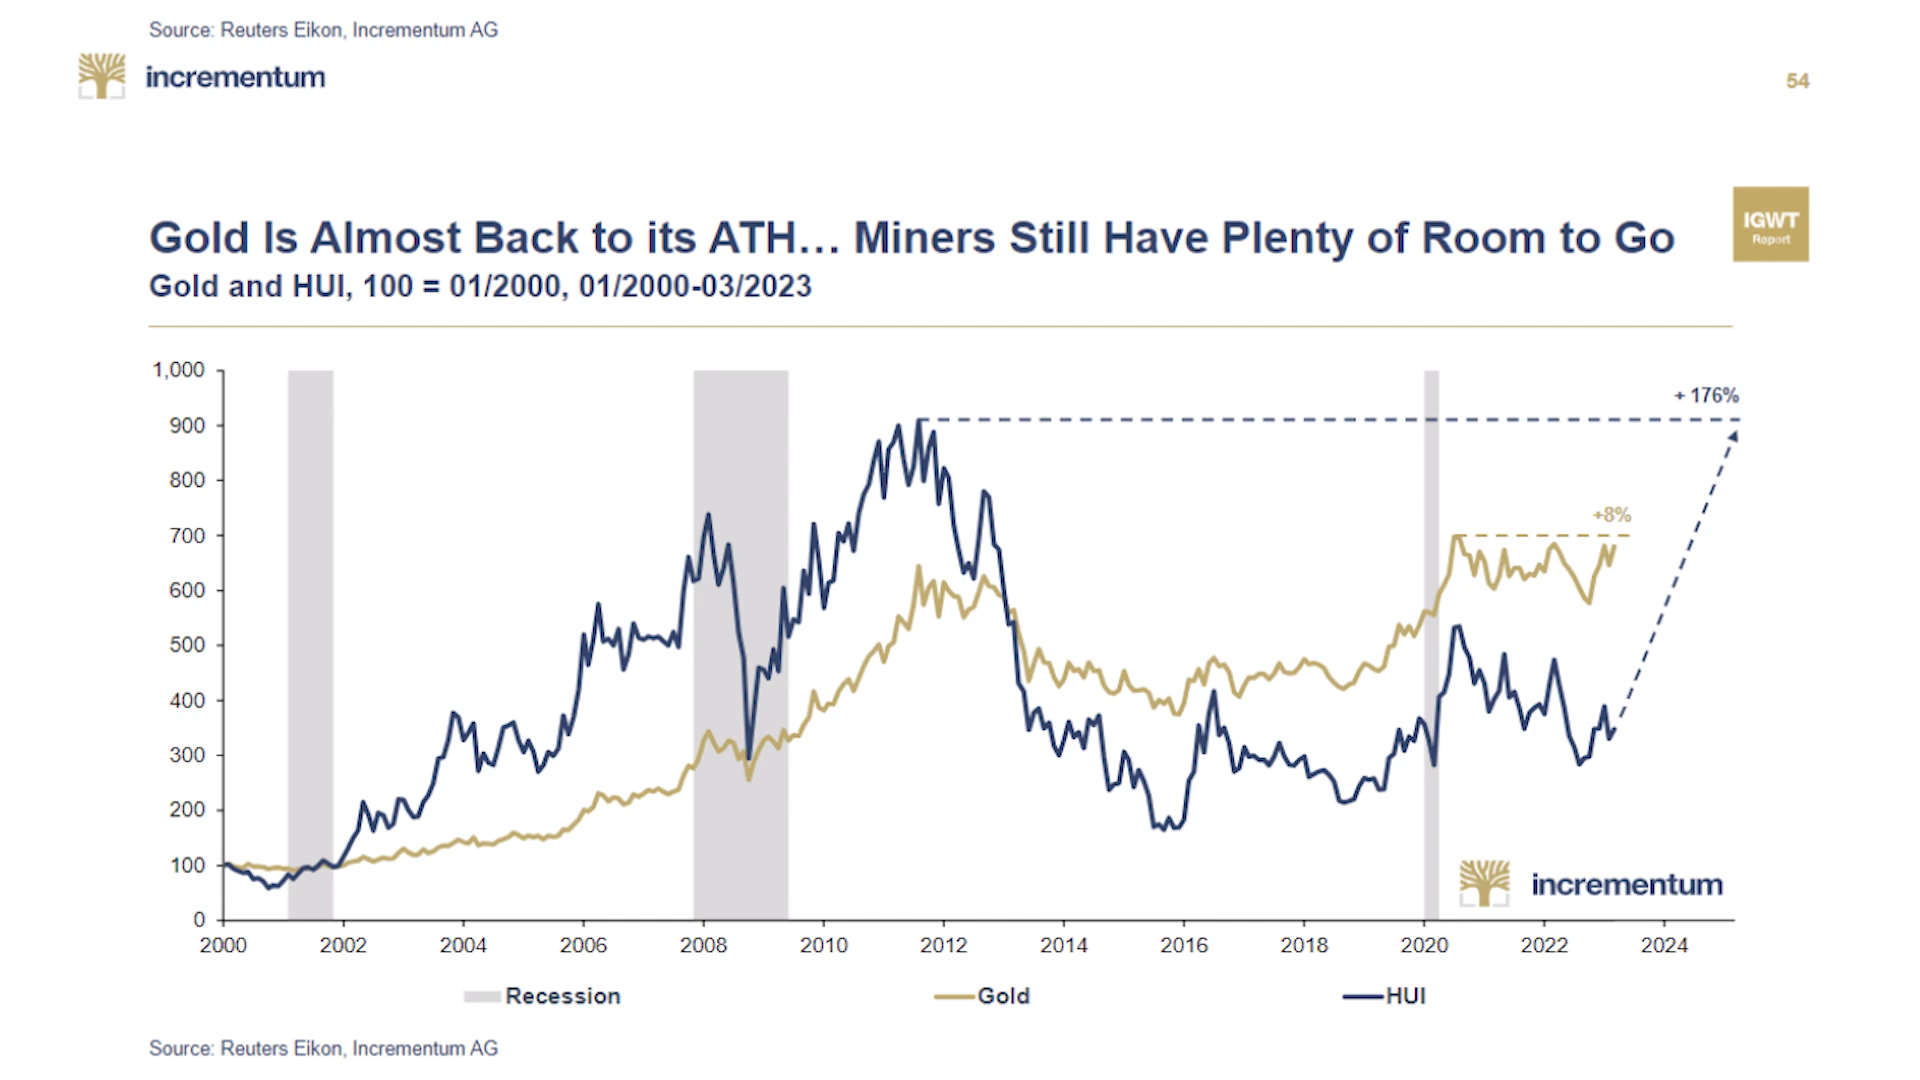 Source: Reuters Eikon, Incrementum AG
incrementum
54
Gold Is Almost Back to its ATH... Miners Still Have Plenty of Room to Go
IGWT
Report
Gold and HUI, 100 = 01/2000, 01/2000-03/2023
1,000
900
800
700
600
500
400
300
200
100
0
+ 176%
+8%
incrementum
2000 2002 2004 2006 2008 2010 2012 2014 2016 2018 2020 2022 2024
Recession Gold HUI
Source: Reuters Eikon, Incrementum AG